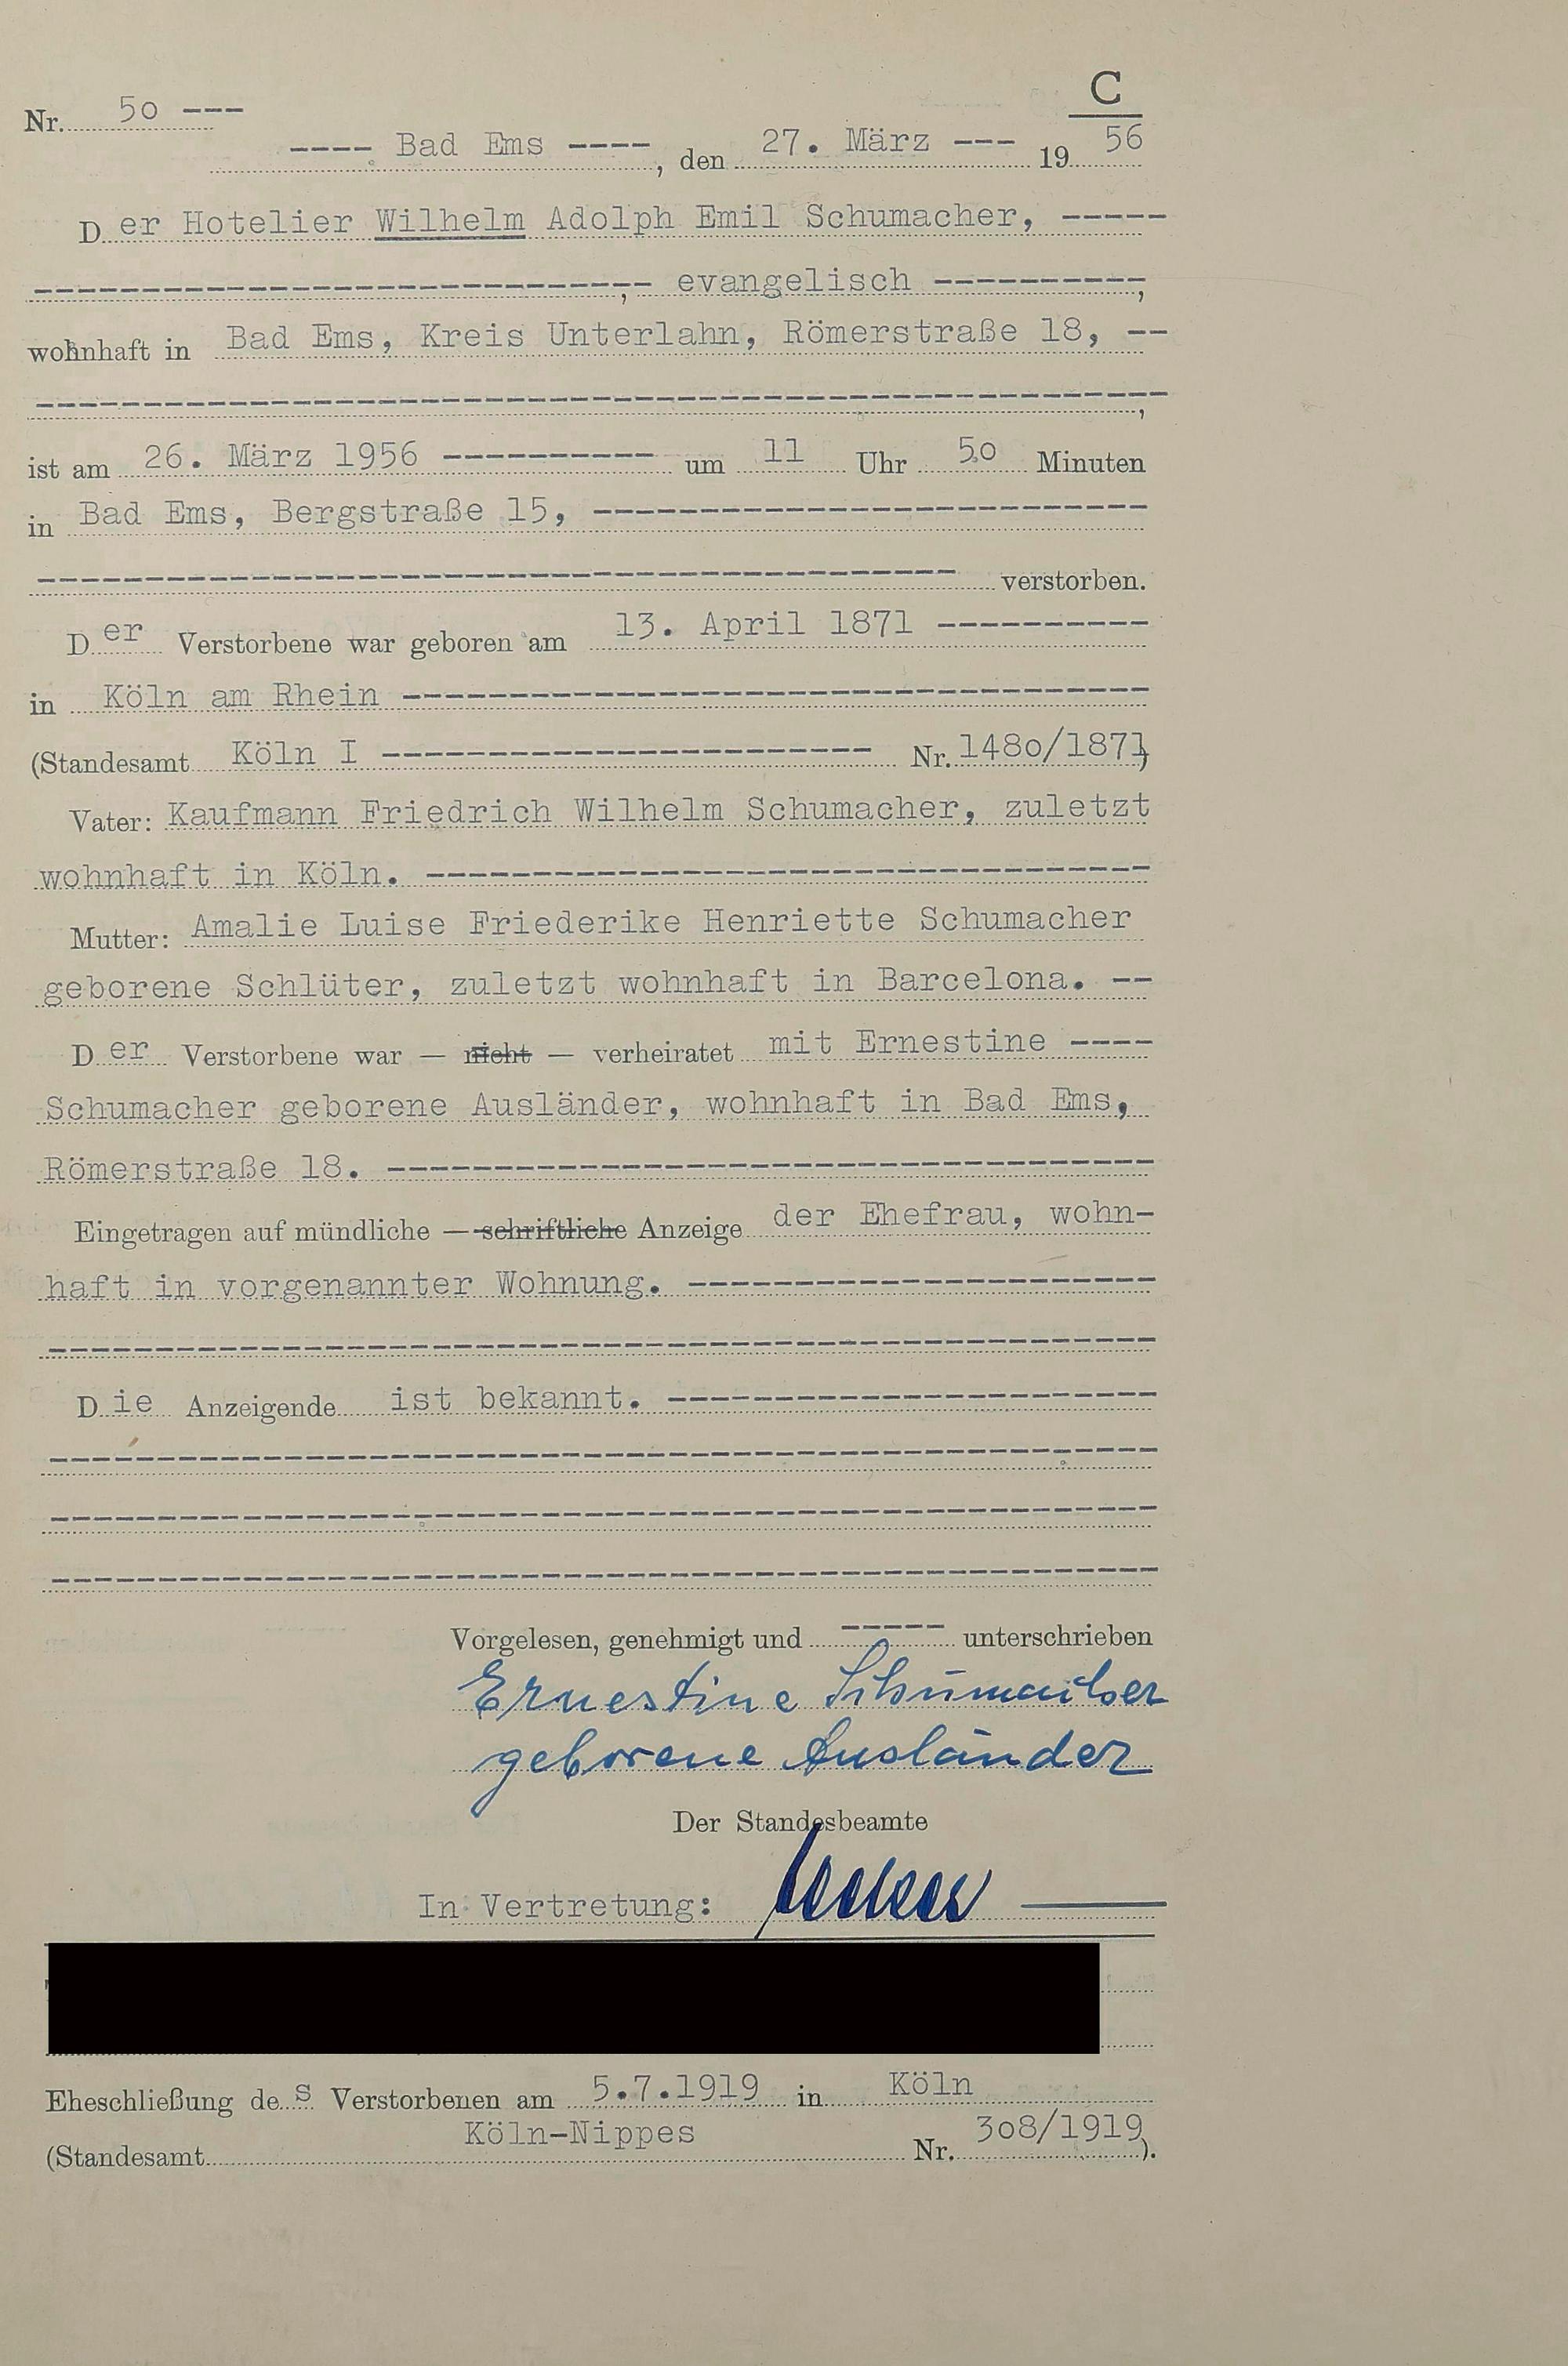 C
Nr. 50 ---
---- Bad Ems ----, den 27. März --- 19 56
Der Hotelier Wilhelm Adolph Emil Schumacher, -----
-----------------------------, evangelisch ----------,
wohnhaft in Bad Ems, Kreis Unterlahn, Römerstraße 18, --
-----------------------------------------------------,
ist am 26. März 1956 ---------- um 11 Uhr 50 Minuten
in Bad Ems, Bergstraße 15, --------------------------
------------------------------------------- verstorben.
Der Verstorbene war geboren am 13. April 1871 ----------
in Köln am Rhein -----------------------------------
(Standesamt Köln I ----------------------- Nr. 1480/1871)
Vater: Kaufmann Friedrich Wilhelm Schumacher, zuletzt
wohnhaft in Köln. ----------------------------------
Mutter: Amalie Luise Friederike Henriette Schumacher
geborene Schlüter, zuletzt wohnhaft in Barcelona. --
Der Verstorbene war — nicht — verheiratet mit Ernestine ----
Schumacher geborene Ausländer, wohnhaft in Bad Ems,
Römerstraße 18. ------------------------------------
Eingetragen auf mündliche — schriftliche Anzeige der Ehefrau, wohn-
haft in vorgenannter Wohnung. ----------------------
----------------------------------------------------
Die Anzeigende ist bekannt. -----------------------
----------------------------------------------------
----------------------------------------------------
----------------------------------------------------
Vorgelesen, genehmigt und ----- unterschrieben
Ernestine Schumacher
geborene Ausländer
Der Standesbeamte
In Vertretung:
Eheschließung des Verstorbenen am 5.7.1919 in Köln
(Standesamt Köln-Nippes Nr. 308/1919).